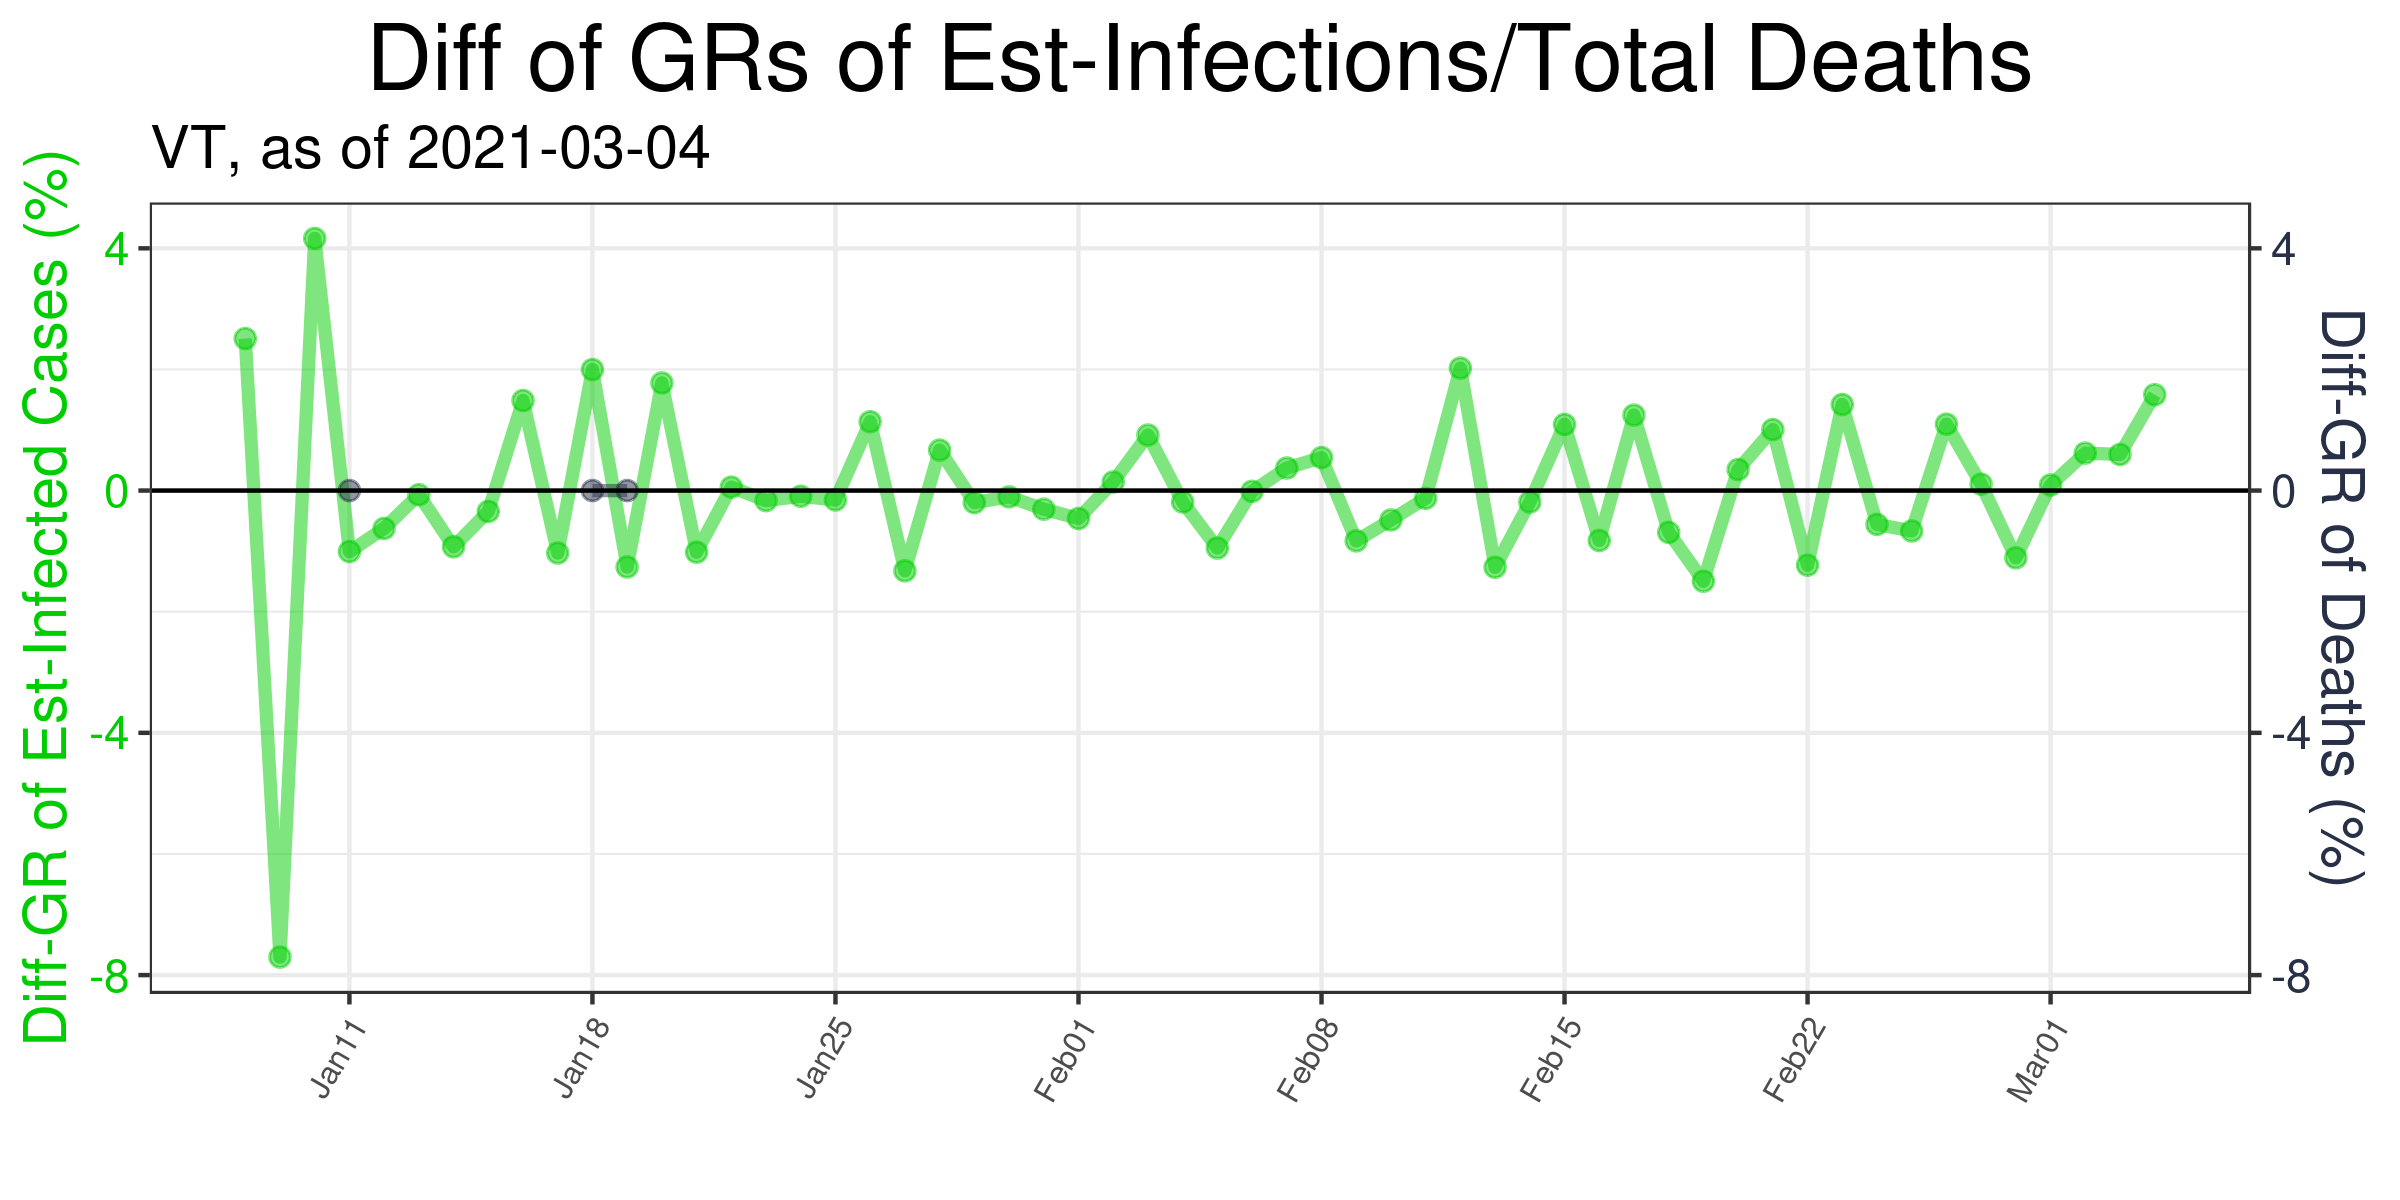 Diff of GRs of Est-Infections/Total Deaths
VT, as of 2021-03-04
Diff-GR of Est-Infected Cases (%)
4
0
-4
-8
4
0
-4
-8
Diff-GR of Deaths (%)
Jan11
Jan18
Jan25
Feb01
Feb08
Feb15
Feb22
Mar01